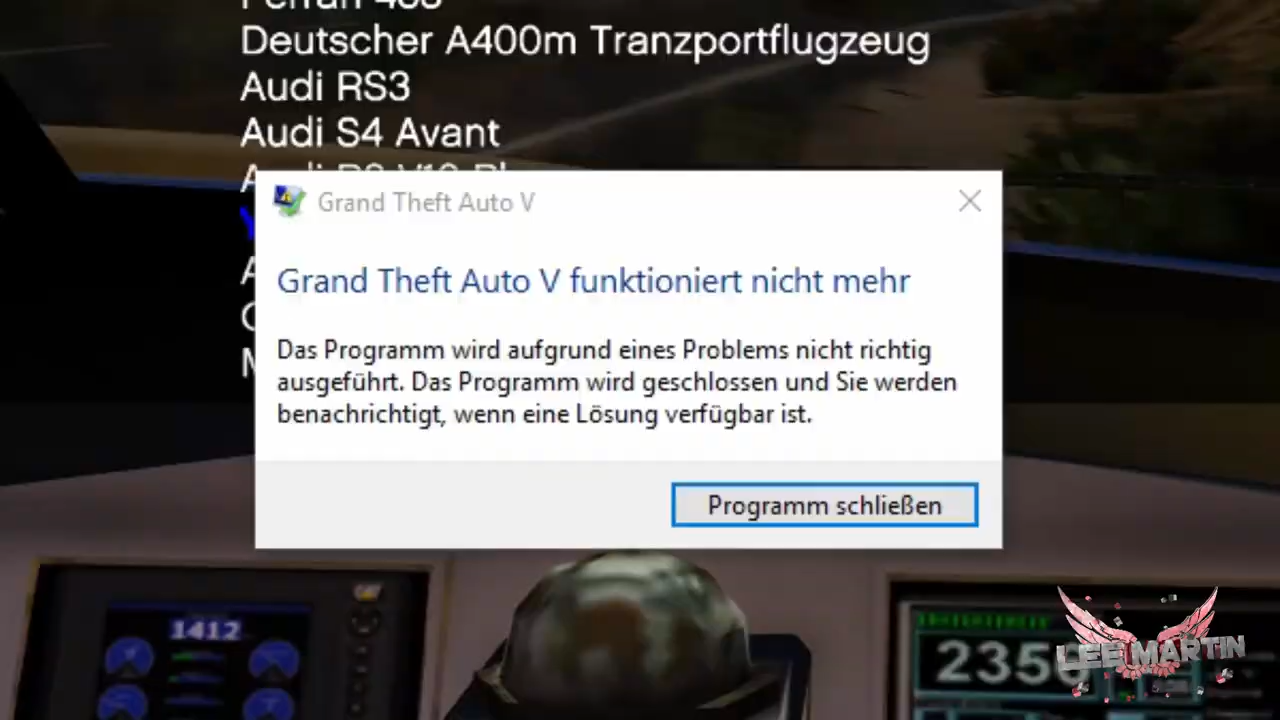 Deutscher A400m Tranzportflugzeug
Audi RS3
Audi S4 Avant
Grand Theft Auto V
Grand Theft Auto V funktioniert nicht mehr
Das Programm wird aufgrund eines Problems nicht richtig
ausgeführt. Das Programm wird geschlossen und Sie werden
benachrichtigt, wenn eine Lösung verfügbar ist.
Programm schließen
1412
LEE MARTIN